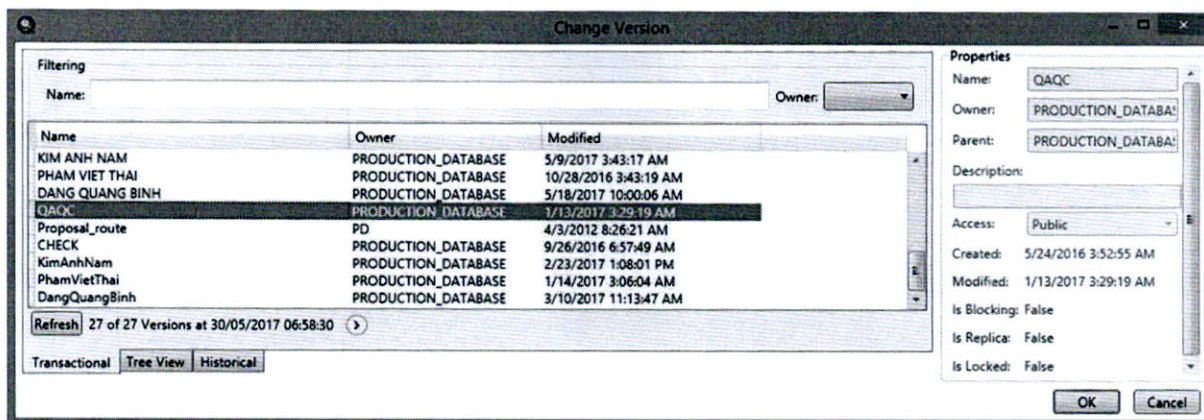 Change Version
Filtering
Name:
Owner:
Name Owner Modified
KIM ANH NAM PRODUCTION_DATABASE 5/9/2017 3:43:17 AM
PHAM VIET THAI PRODUCTION_DATABASE 10/28/2016 3:43:19 AM
DANG QUANG BINH PRODUCTION_DATABASE 5/18/2017 10:00:06 AM
QAQC PRODUCTION_DATABASE 1/13/2017 3:29:19 AM
Proposal_route PD 4/3/2012 8:26:21 AM
CHECK PRODUCTION_DATABASE 9/26/2016 6:57:49 AM
KimAnhNam PRODUCTION_DATABASE 2/23/2017 1:08:01 PM
PhamVietThai PRODUCTION_DATABASE 1/14/2017 3:06:04 AM
DangQuangBinh PRODUCTION_DATABASE 3/10/2017 11:13:47 AM
Refresh 27 of 27 Versions at 30/05/2017 06:58:30
Transactional Tree View Historical
Properties
Name: QAQC
Owner: PRODUCTION_DATABA
Parent: PRODUCTION_DATABA
Description:
Access: Public
Created: 5/24/2016 3:52:55 AM
Modified: 1/13/2017 3:29:19 AM
Is Blocking: False
Is Replica: False
Is Locked: False
OK Cancel